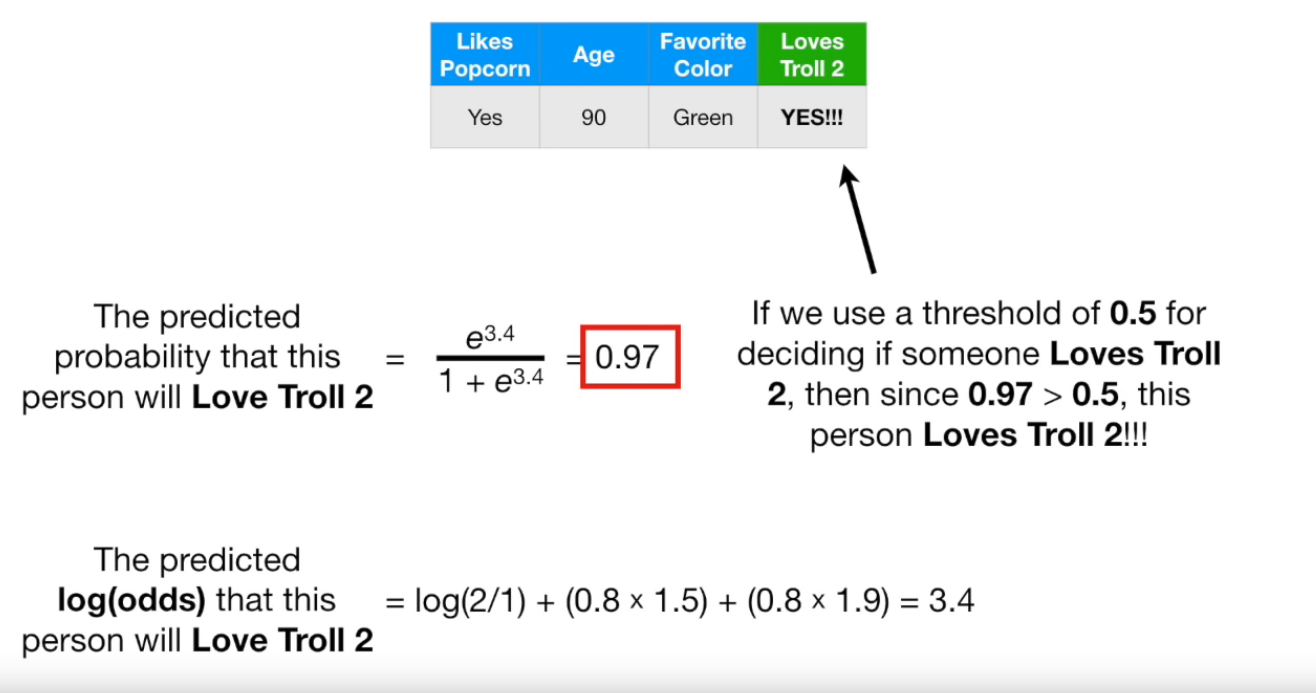 Likes Popcorn Age Favorite Color Loves Troll 2
Yes 90 Green YES!!!
The predicted
probability that this
person will Love Troll 2
= e^3.4 / 1 + e^3.4 = 0.97
If we use a threshold of 0.5 for
deciding if someone Loves Troll
2, then since 0.97 > 0.5, this
person Loves Troll 2!!!
The predicted
log(odds) that this
person will Love Troll 2
= log(2/1) + (0.8 × 1.5) + (0.8 × 1.9) = 3.4